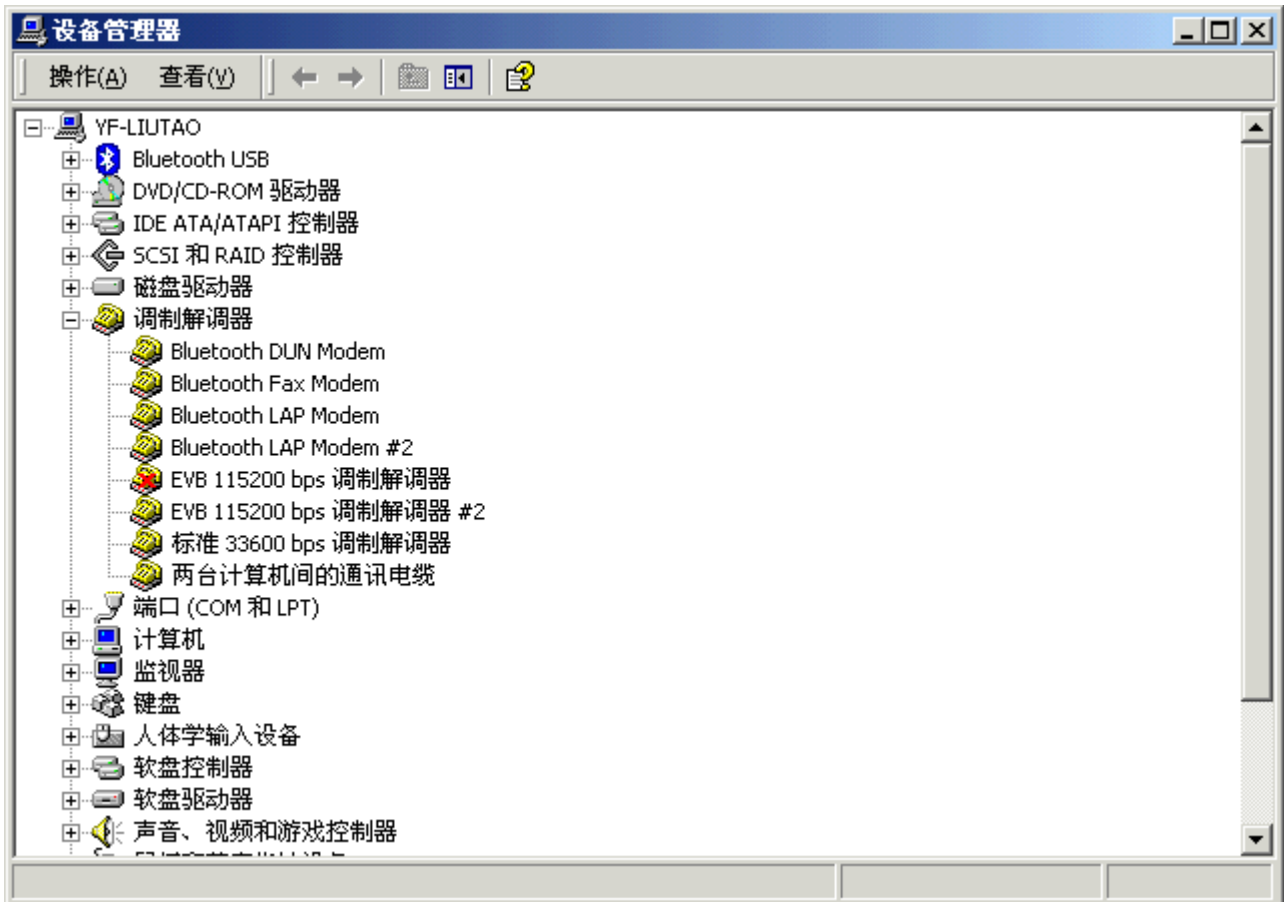 设备管理器
操作(A) 查看(V)
YF-LIUTAO
Bluetooth USB
DVD/CD-ROM 驱动器
IDE ATA/ATAPI 控制器
SCSI 和 RAID 控制器
磁盘驱动器
调制解调器
Bluetooth DUN Modem
Bluetooth Fax Modem
Bluetooth LAP Modem
Bluetooth LAP Modem #2
EVB 115200 bps 调制解调器
EVB 115200 bps 调制解调器 #2
标准 33600 bps 调制解调器
两台计算机间的通讯电缆
端口 (COM 和 LPT)
计算机
监视器
键盘
人体学输入设备
软盘控制器
软盘驱动器
声音、视频和游戏控制器